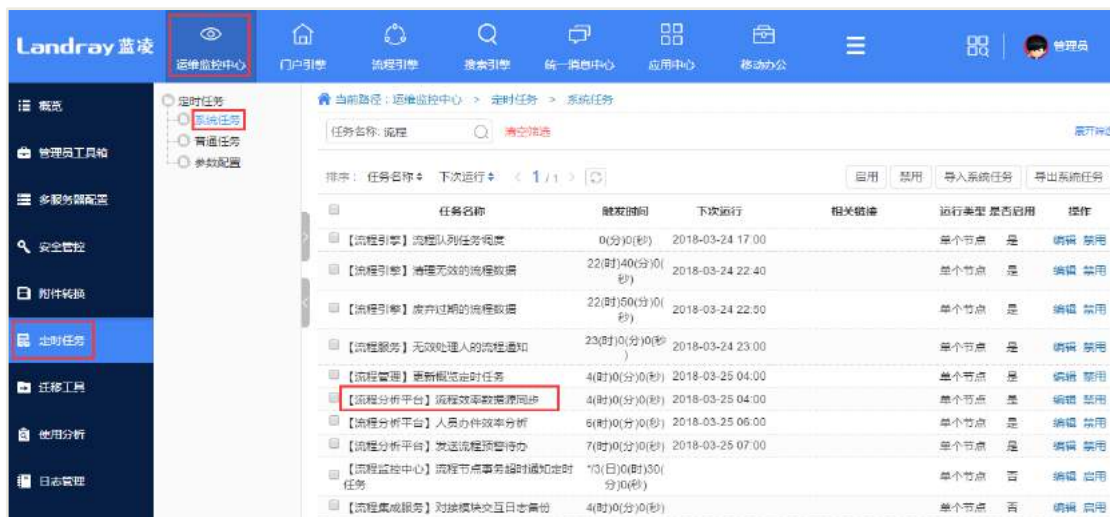 Landray 蓝凌
运维监控中心 门户引擎 流程引擎 搜索引擎 统一消息中心 应用中心 移动办公 管理员
概览
管理员工具箱
多服务器配置
安全管控
附件转换
定时任务
迁移工具
使用分析
日志管理
定时任务
系统任务
普通任务
参数配置
当前路径：运维监控中心 > 定时任务 > 系统任务
任务名称: 流程 清空筛选
排序： 任务名称 下次运行 < 1 / 1 > 启用 禁用 导入系统任务 导出系统任务
任务名称 触发时间 下次运行 相关链接 运行类型 是否启用 操作
【流程引擎】流程队列任务调度 0(分)0(秒) 2018-03-24 17:00 单个节点 是 编辑 禁用
【流程引擎】清理无效的流程数据 22(时)40(分)0(秒) 2018-03-24 22:40 单个节点 是 编辑 禁用
【流程引擎】废弃过期的流程数据 22(时)50(分)0(秒) 2018-03-24 22:50 单个节点 是 编辑 禁用
【流程服务】无效处理人的流程通知 23(时)0(分)0(秒) 2018-03-24 23:00 单个节点 是 编辑 禁用
【流程管理】更新概览定时任务 4(时)0(分)0(秒) 2018-03-25 04:00 单个节点 是 编辑 禁用
【流程分析平台】流程效率数据源同步 4(时)0(分)0(秒) 2018-03-25 04:00 单个节点 是 编辑 禁用
【流程分析平台】人员办件效率分析 6(时)0(分)0(秒) 2018-03-25 06:00 单个节点 是 编辑 禁用
【流程分析平台】发送流程预警待办 7(时)0(分)0(秒) 2018-03-25 07:00 单个节点 是 编辑 禁用
【流程监控中心】流程节点事务超时通知定时任务 */3(日)0(时)30(分)0(秒) 单个节点 否 编辑 启用
【流程集成服务】对接模块交互日志备份 4(时)0(分)0(秒) 单个节点 否 编辑 启用